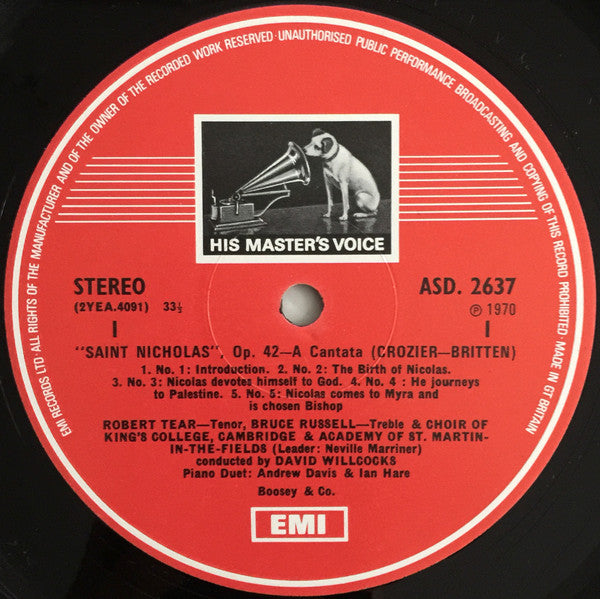 EMI RECORDS LTD · ALL RIGHTS OF THE MANUFACTURER AND OF THE OWNER OF THE RECORDED WORK RESERVED · UNAUTHORISED PUBLIC PERFORMANCE BROADCASTING AND COPYING OF THIS RECORD PROHIBITED MADE IN GT BRITAIN
HIS MASTER'S VOICE
STEREO ASD. 2637
(2YEA.4091) 33⅓ ℗ 1970
I I
"SAINT NICHOLAS", Op. 42—A Cantata (CROZIER—BRITTEN)
1. No. 1: Introduction. 2. No. 2: The Birth of Nicolas.
3. No. 3: Nicolas devotes himself to God. 4. No. 4 : He journeys
to Palestine. 5. No. 5: Nicolas comes to Myra and
is chosen Bishop
ROBERT TEAR—Tenor, BRUCE RUSSELL—Treble & CHOIR OF
KING'S COLLEGE, CAMBRIDGE & ACADEMY OF ST. MARTIN-
IN-THE-FIELDS (Leader: Neville Marriner)
conducted by DAVID WILLCOCKS
Piano Duet: Andrew Davis & Ian Hare
Boosey & Co.
EMI